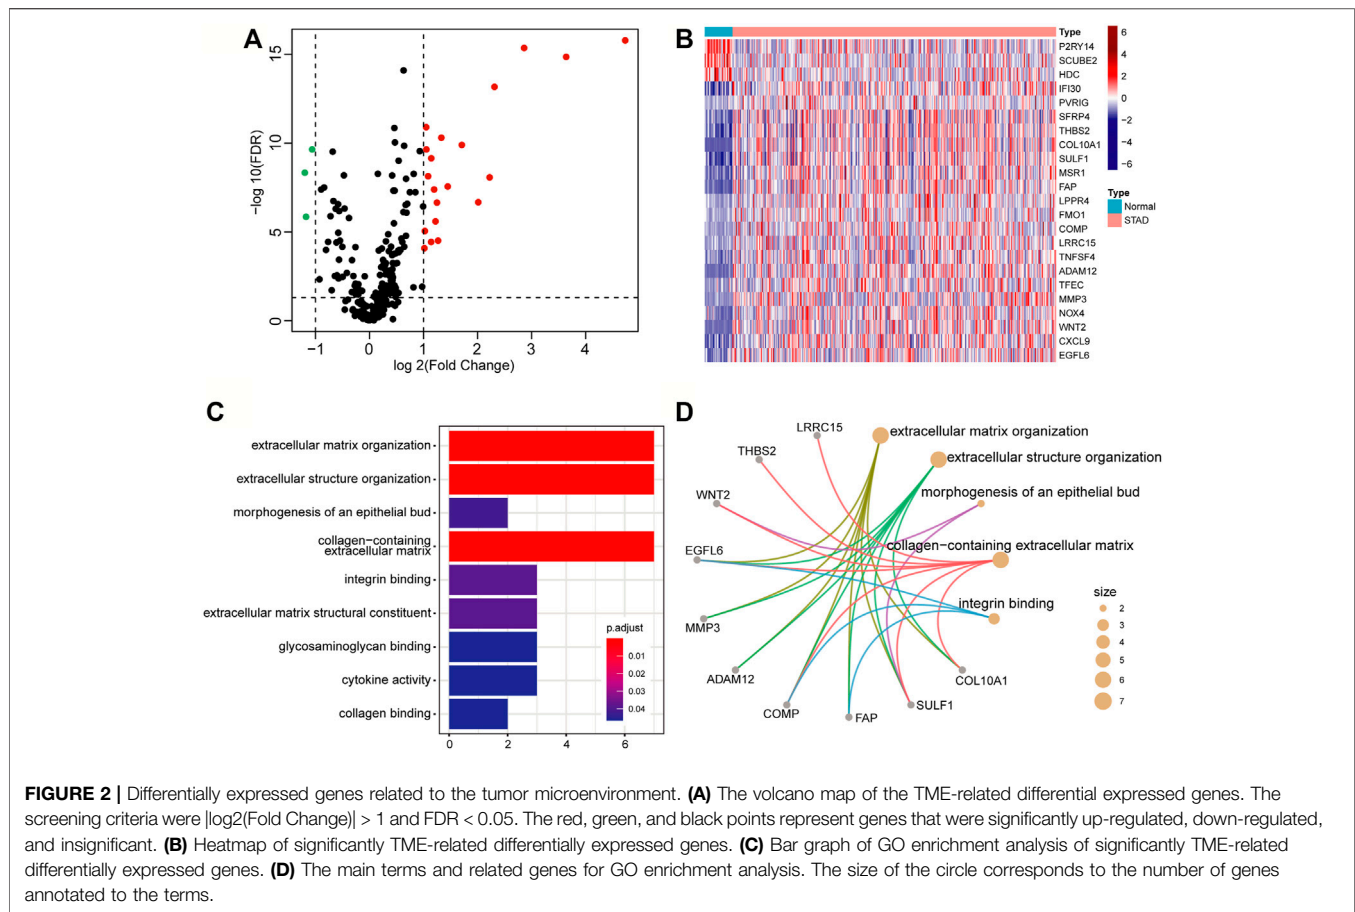 A
15
10
5
0
−log 10(FDR)
−1
0
1
2
3
4
log 2(Fold Change)
B
Type
P2RY14
SCUBE2
HDC
IFI30
PVRIG
SFRP4
THBS2
COL10A1
SULF1
MSR1
FAP
LPPR4
FMO1
COMP
LRRC15
TNFSF4
ADAM12
TFEC
MMP3
NOX4
WNT2
CXCL9
EGFL6
6
4
2
0
−2
−4
−6
Type
Normal
STAD
C
extracellular matrix organization
extracellular structure organization
morphogenesis of an epithelial bud
collagen−containing
extracellular matrix
integrin binding
extracellular matrix structural constituent
glycosaminoglycan binding
cytokine activity
collagen binding
0
2
4
6
p.adjust
0.01
0.02
0.03
0.04
D
LRRC15
THBS2
WNT2
EGFL6
MMP3
ADAM12
COMP
FAP
SULF1
COL10A1
extracellular matrix organization
extracellular structure organization
morphogenesis of an epithelial bud
collagen−containing extracellular matrix
integrin binding
size
2
3
4
5
6
7
FIGURE 2 | Differentially expressed genes related to the tumor microenvironment. (A) The volcano map of the TME-related differential expressed genes. The
screening criteria were |log2(Fold Change)| > 1 and FDR < 0.05. The red, green, and black points represent genes that were significantly up-regulated, down-regulated,
and insignificant. (B) Heatmap of significantly TME-related differentially expressed genes. (C) Bar graph of GO enrichment analysis of significantly TME-related
differentially expressed genes. (D) The main terms and related genes for GO enrichment analysis. The size of the circle corresponds to the number of genes
annotated to the terms.